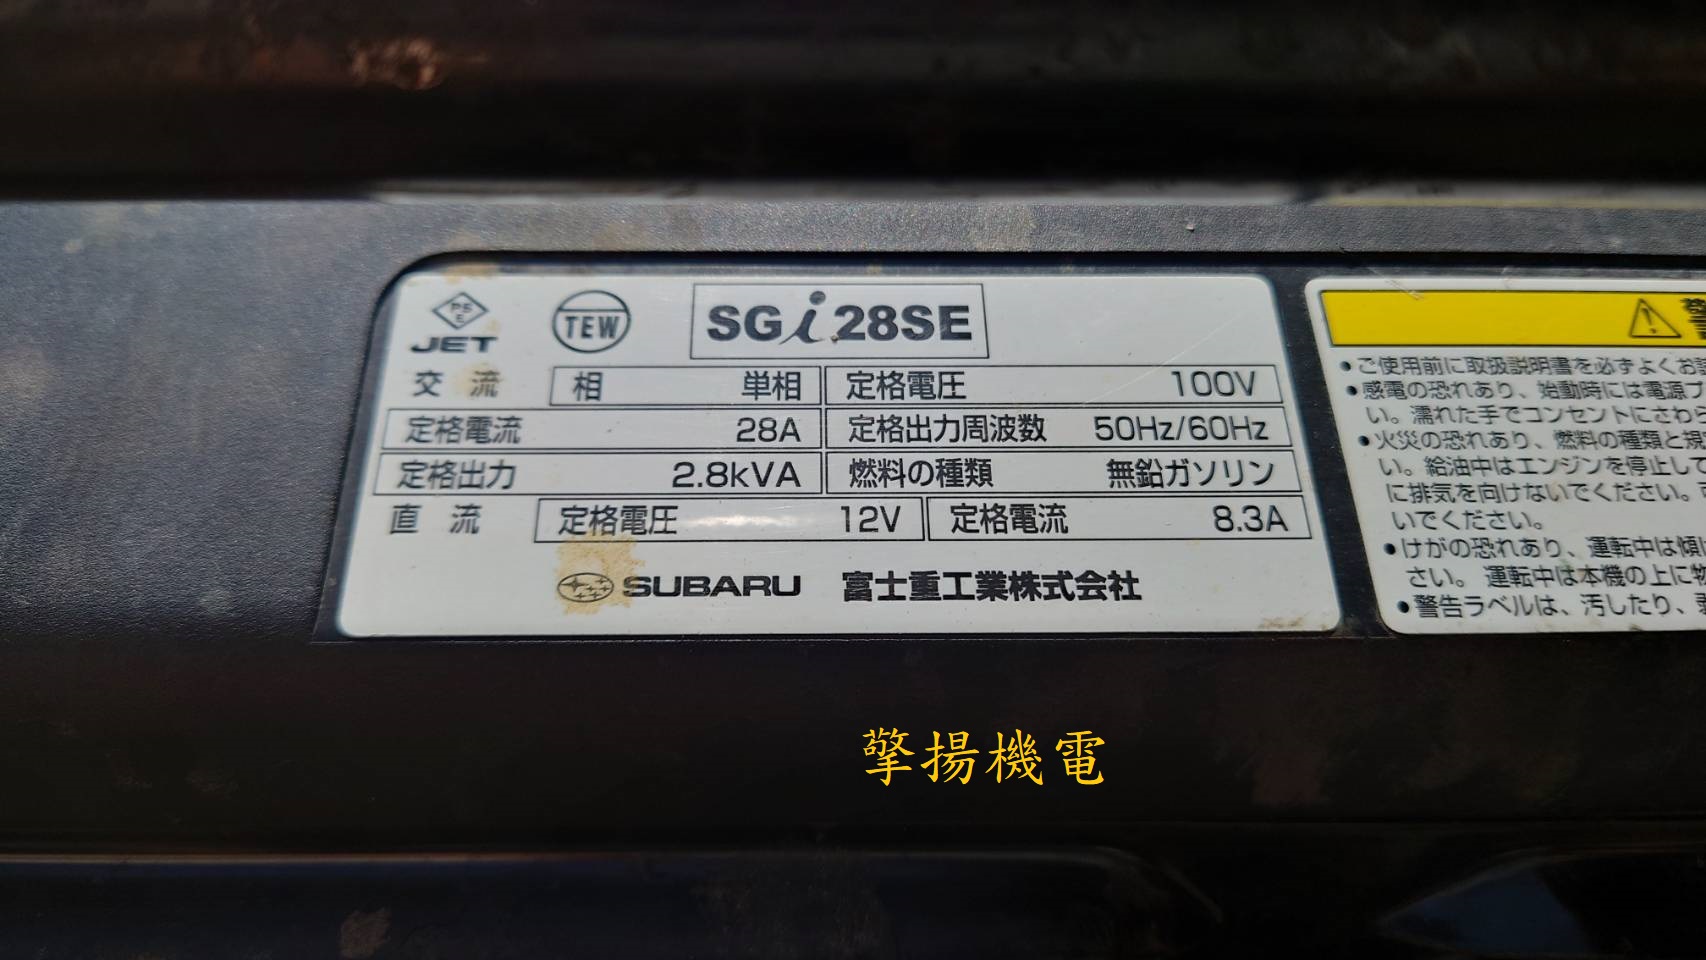 PS
E
JET
TEW
SGi28SE
交流 相 単相 定格電圧 100V
定格電流 28A 定格出力周波数 50Hz/60Hz
定格出力 2.8kVA 燃料の種類 無鉛ガソリン
直流 定格電圧 12V 定格電流 8.3A
SUBARU 富士重工業株式会社
●ご使用前に取扱説明書を必ずよくお
●感電の恐れあり、始動時には電源
い。濡れた手でコンセントにさわ
●火災の恐れあり、燃料の種類と規
い。給油中はエンジンを停止して
に排気を向けないでください。
いでください。
●けがの恐れあり、運転中は傾
さい。運転中は本機の上に物
●警告ラベルは、汚したり、
擎揚機電